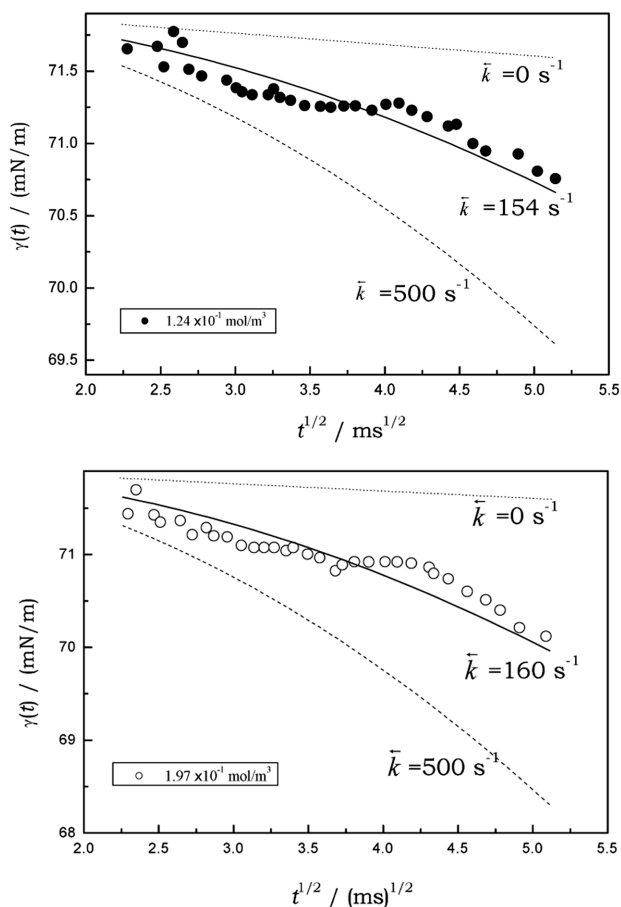 71.5
71.0
70.5
70.0
69.5
γ(t) / (mN/m)
k̄ =0 s⁻¹
k̄ =154 s⁻¹
k̄ =500 s⁻¹
1.24 ×10⁻¹ mol/m³
2.0 2.5 3.0 3.5 4.0 4.5 5.0 5.5
t¹/² / ms¹/²
71
70
69
68
γ(t) / (mN/m)
k⃖ =0 s⁻¹
k⃖ =160 s⁻¹
k⃖ =500 s⁻¹
1.97 ×10⁻¹ mol/m³
2.0 2.5 3.0 3.5 4.0 4.5 5.0 5.5
t¹/² / (ms)¹/²